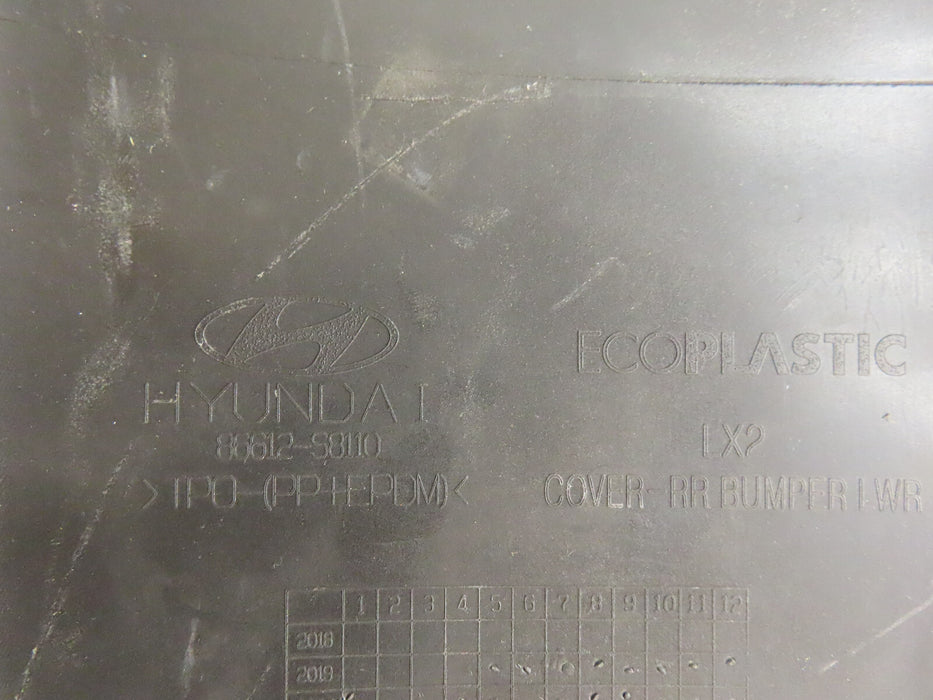 HYUNDAI
86612-S8110
>TPO-(PP+EPDM)<
ECOPLASTIC
LX2
COVER-RR BUMPER LWR
1 2 3 4 5 6 7 8 9 10 11 12
2018
2019